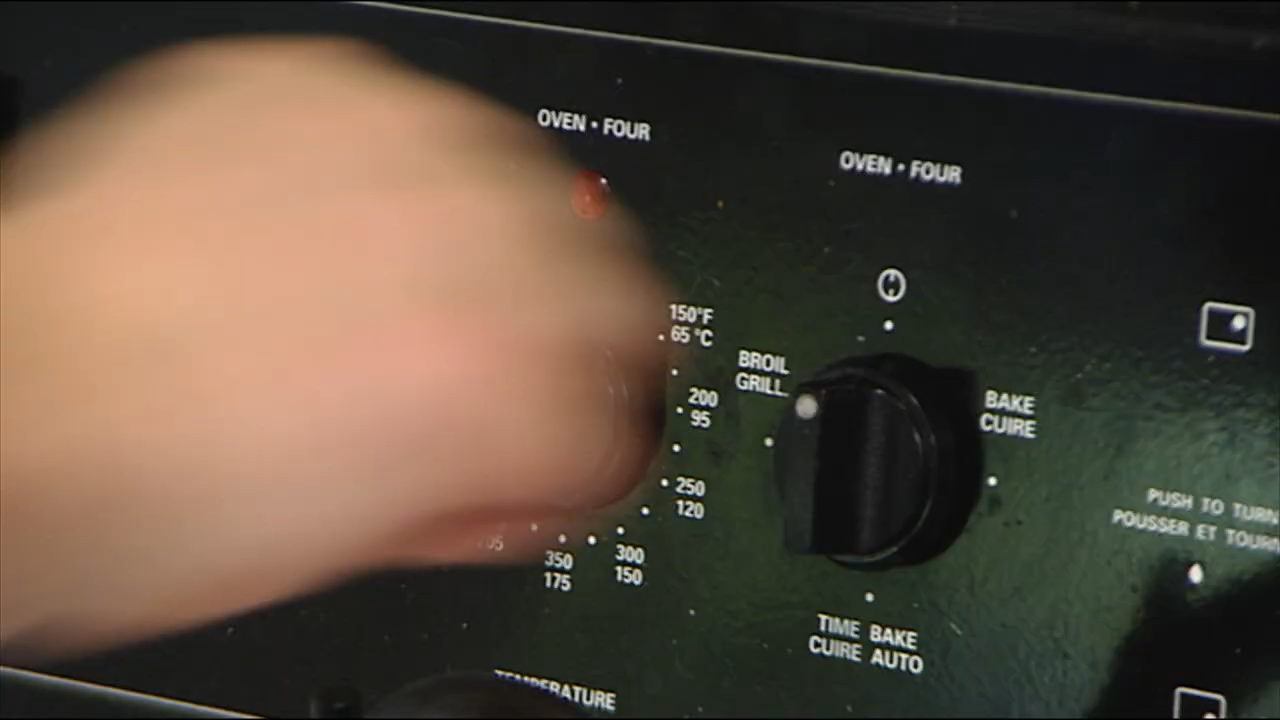 OVEN • FOUR
OVEN • FOUR
150°F
65 °C
BROIL
GRILL
200
95
BAKE
CUIRE
250
120
PUSH TO TURN
POUSSER ET TOURN
300
150
350
175
TIME BAKE
CUIRE AUTO
TEMPERATURE